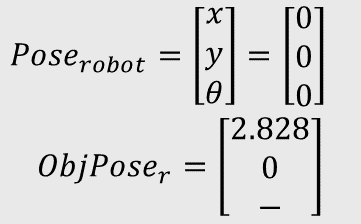 Pose_robot = [x y θ] = [0 0 0]
ObjPose_r = [2.828 0 −]